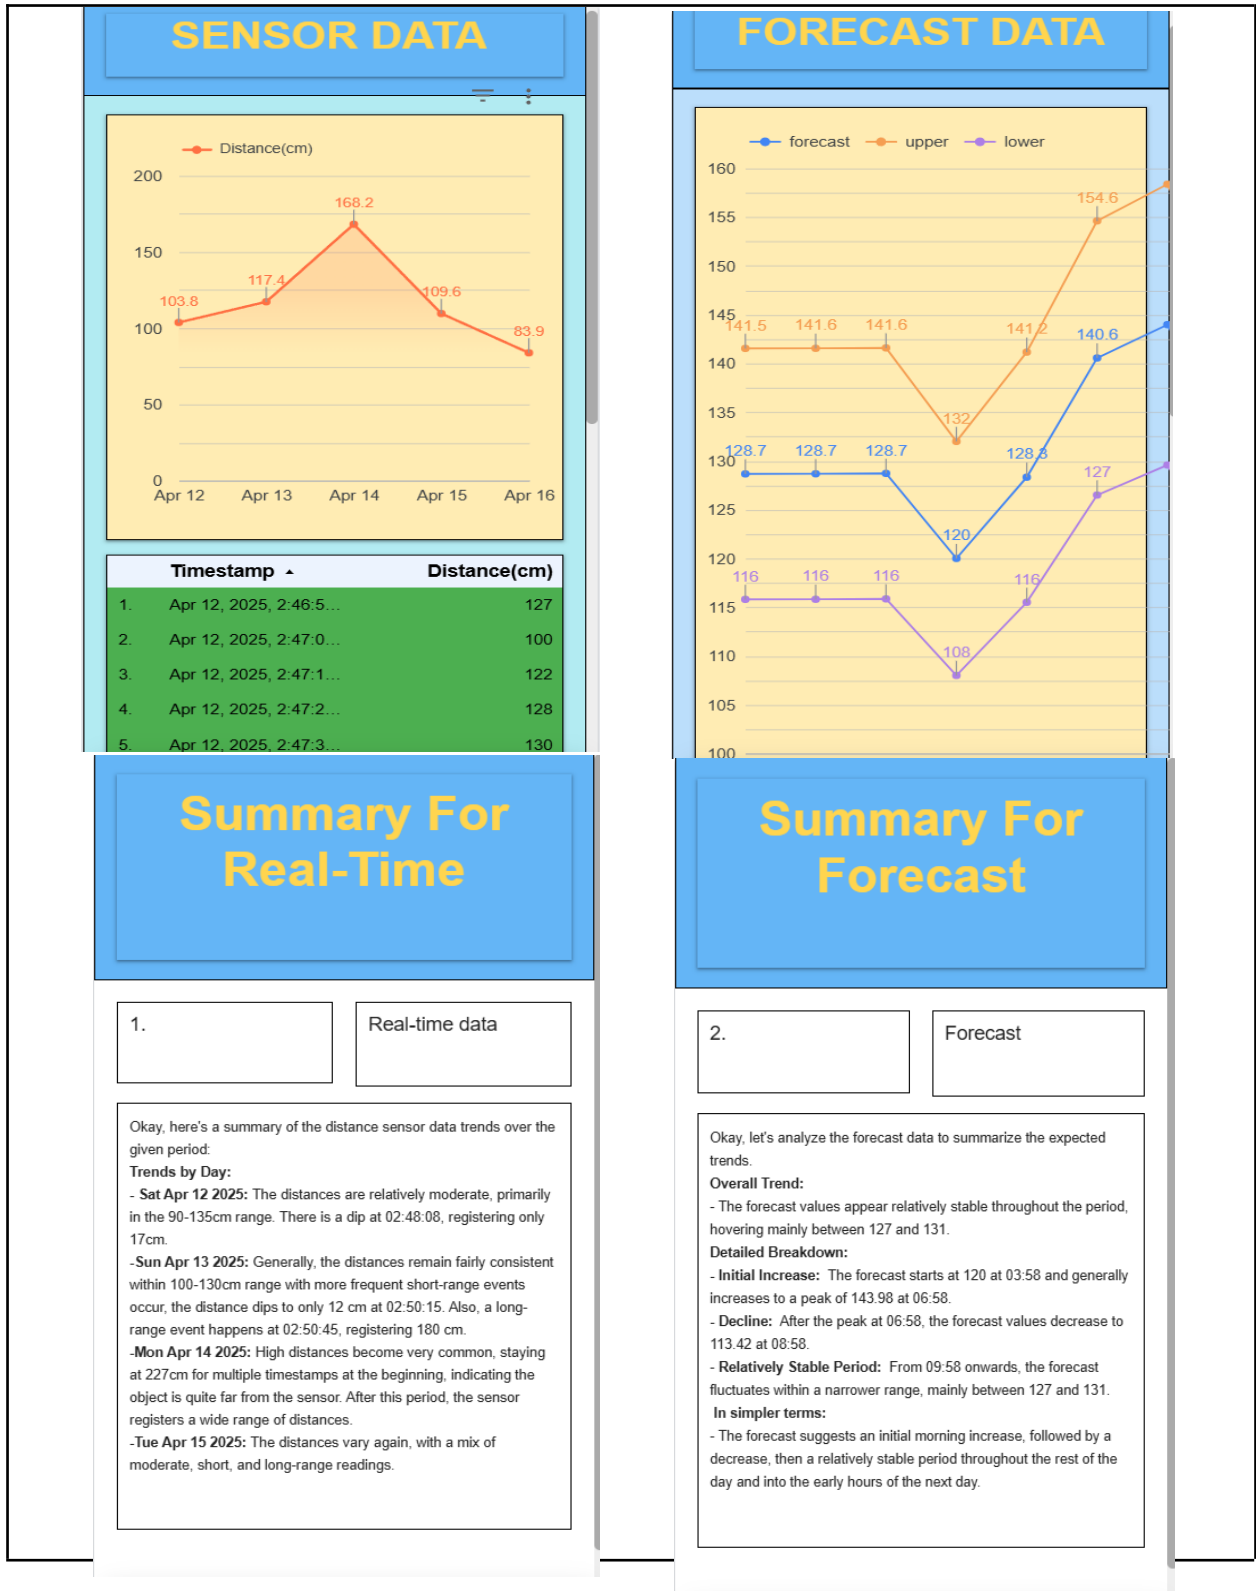 SENSOR DATA
Distance(cm)
200
150
100
50
0
103.8
117.4
168.2
109.6
83.9
Apr 12
Apr 13
Apr 14
Apr 15
Apr 16
Timestamp
Distance(cm)
1. Apr 12, 2025, 2:46:5... 127
2. Apr 12, 2025, 2:47:0... 100
3. Apr 12, 2025, 2:47:1... 122
4. Apr 12, 2025, 2:47:2... 128
5. Apr 12, 2025, 2:47:3... 130
FORECAST DATA
forecast upper lower
160
155
150
145
140
135
130
125
120
115
110
105
100
141.5
141.6
141.6
132
141.2
154.6
128.7
128.7
128.7
120
128.3
140.6
116
116
116
108
116
127
Summary For
Real-Time
1.
Real-time data
Okay, here's a summary of the distance sensor data trends over the
given period:
Trends by Day:
- Sat Apr 12 2025: The distances are relatively moderate, primarily
in the 90-135cm range. There is a dip at 02:48:08, registering only
17cm.
-Sun Apr 13 2025: Generally, the distances remain fairly consistent
within 100-130cm range with more frequent short-range events
occur, the distance dips to only 12 cm at 02:50:15. Also, a long-
range event happens at 02:50:45, registering 180 cm.
-Mon Apr 14 2025: High distances become very common, staying
at 227cm for multiple timestamps at the beginning, indicating the
object is quite far from the sensor. After this period, the sensor
registers a wide range of distances.
-Tue Apr 15 2025: The distances vary again, with a mix of
moderate, short, and long-range readings.
Summary For
Forecast
2.
Forecast
Okay, let's analyze the forecast data to summarize the expected
trends.
Overall Trend:
- The forecast values appear relatively stable throughout the period,
hovering mainly between 127 and 131.
Detailed Breakdown:
- Initial Increase: The forecast starts at 120 at 03:58 and generally
increases to a peak of 143.98 at 06:58.
- Decline: After the peak at 06:58, the forecast values decrease to
113.42 at 08:58.
- Relatively Stable Period: From 09:58 onwards, the forecast
fluctuates within a narrower range, mainly between 127 and 131.
In simpler terms:
- The forecast suggests an initial morning increase, followed by a
decrease, then a relatively stable period throughout the rest of the
day and into the early hours of the next day.